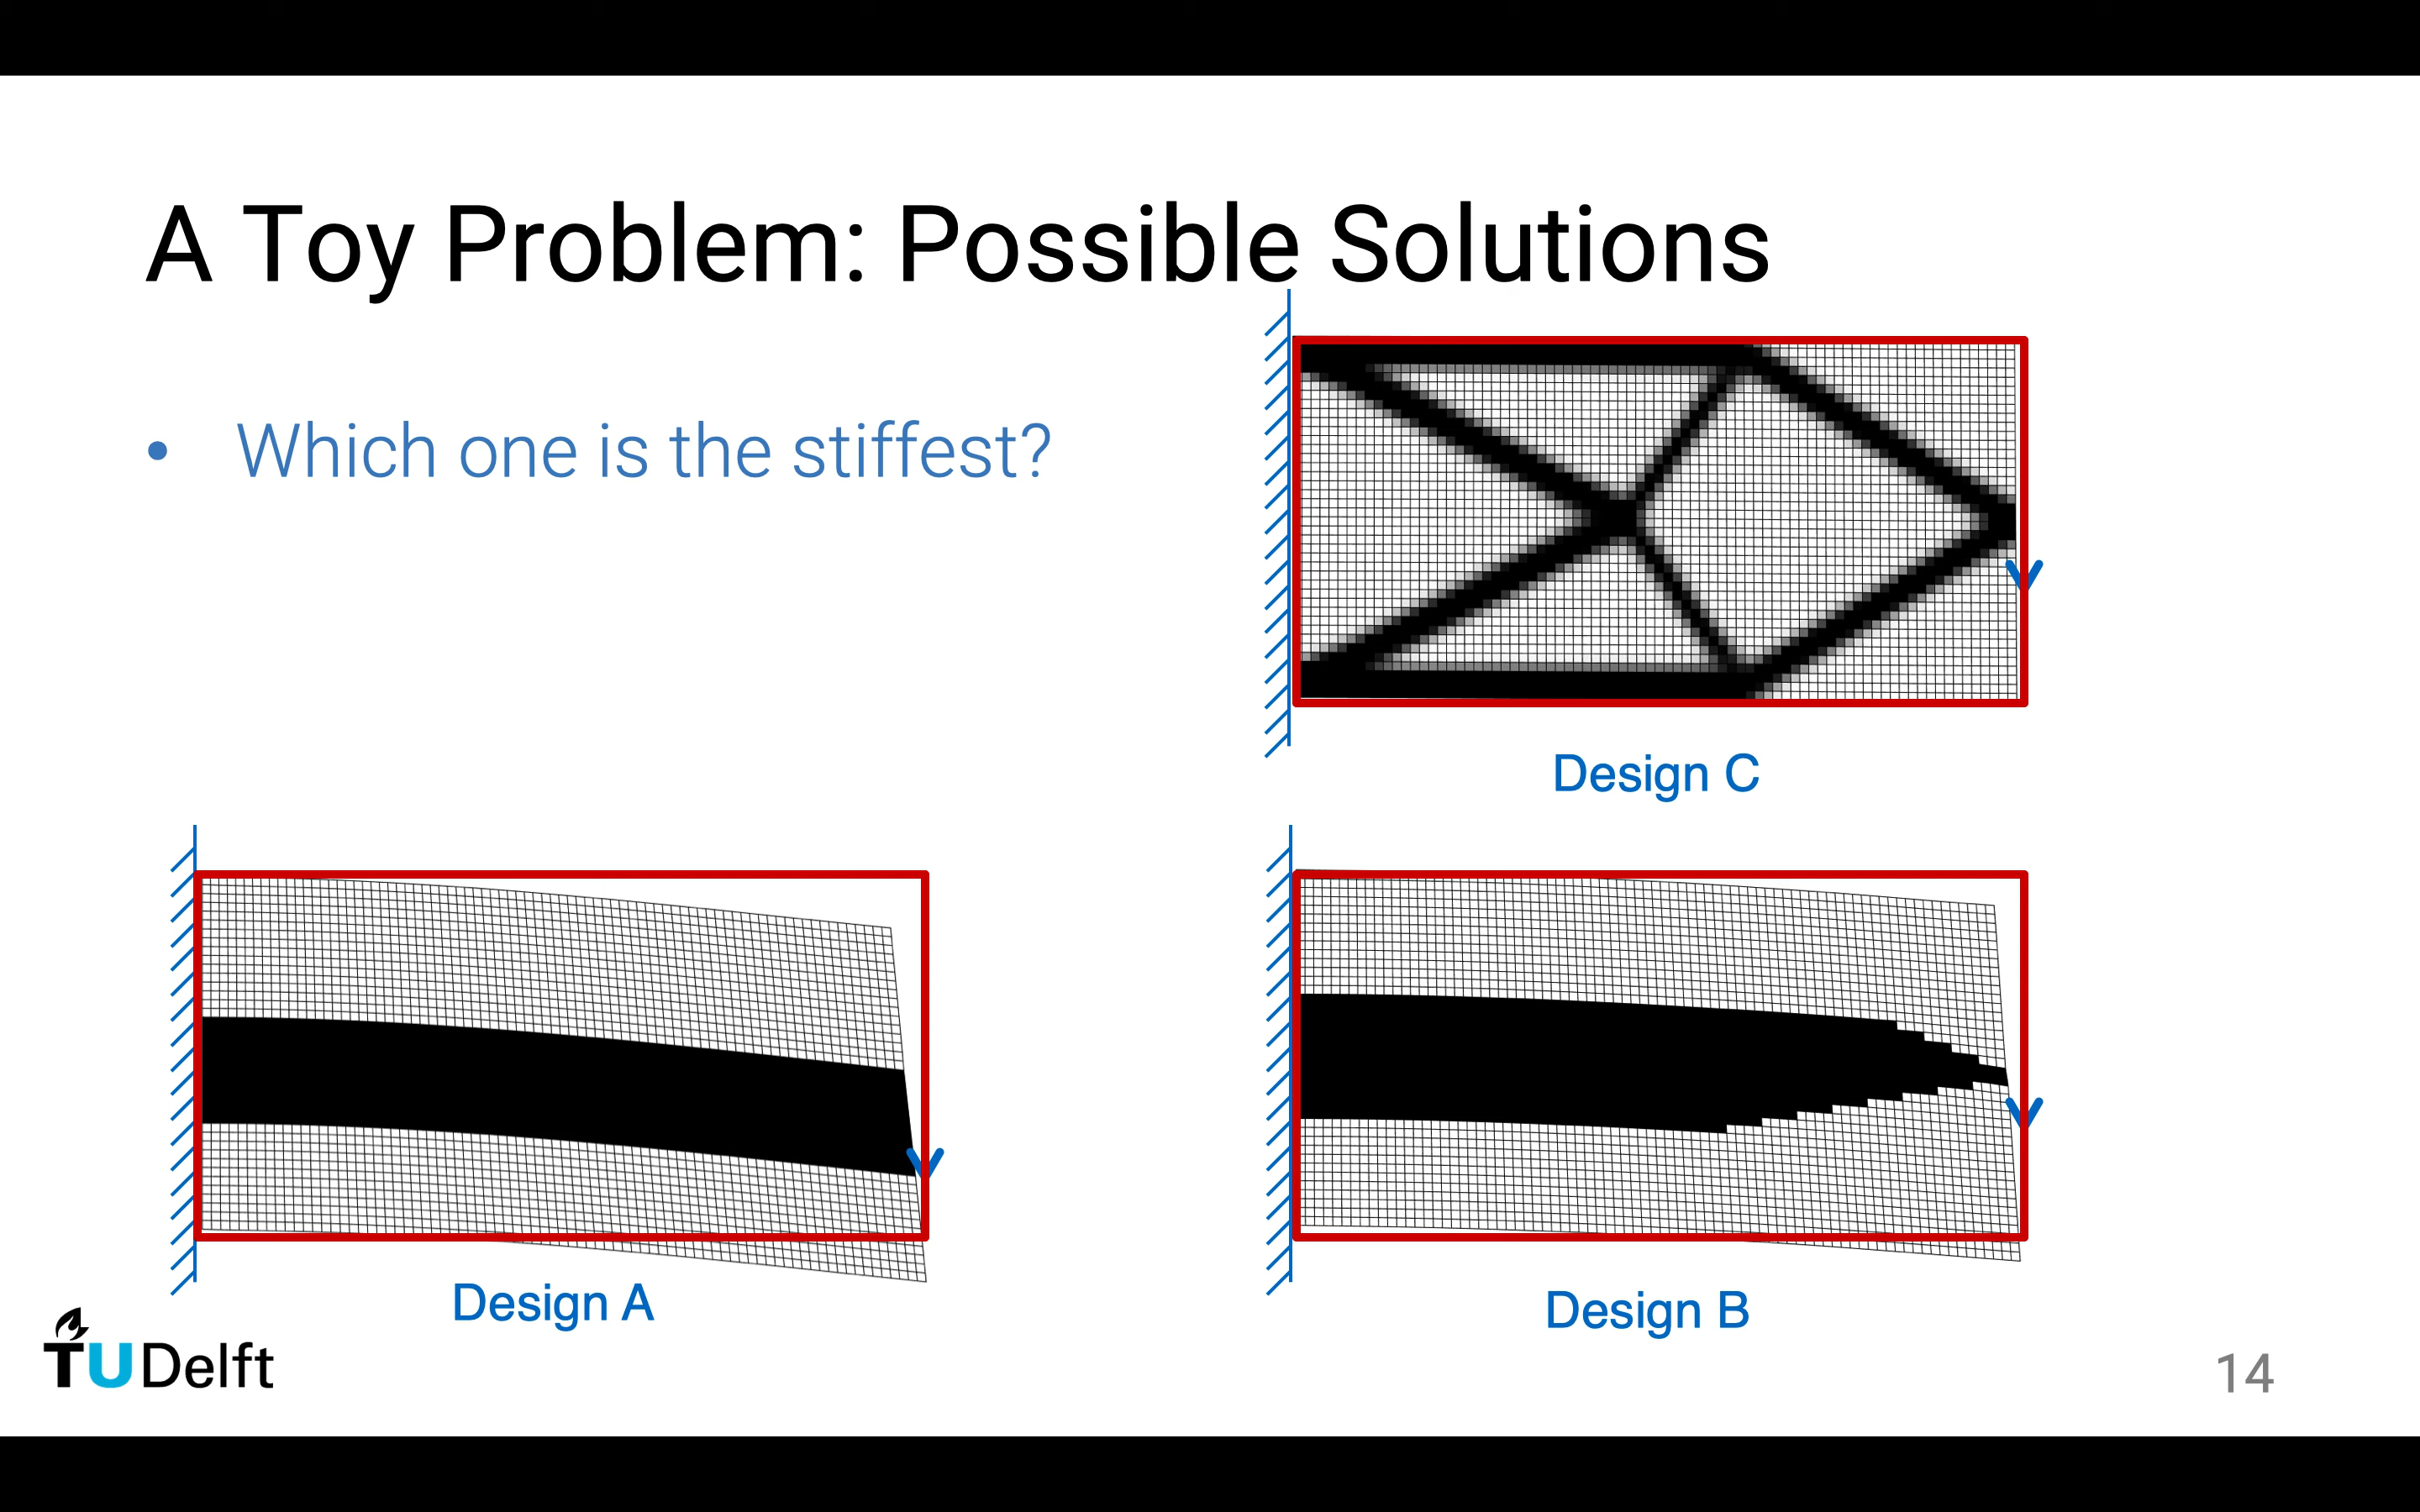 A Toy Problem: Possible Solutions
• Which one is the stiffest?
Design C
Design A
Design B
TUDelft
14